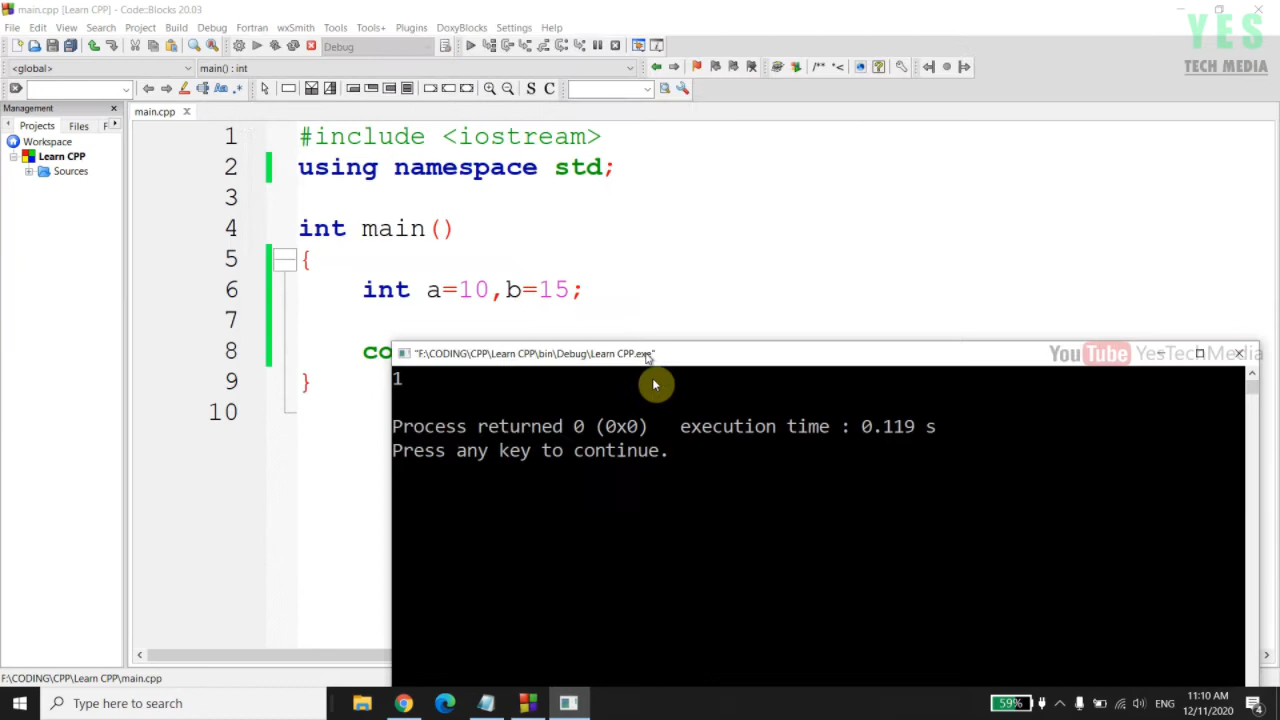 main.cpp [Learn CPP] - Code::Blocks 20.03
YES
TECH MEDIA
File Edit View Search Project Build Debug Fortran wxSmith Tools Tools+ Plugins DoxyBlocks Settings Help
Debug
<global> main() : int
/** *<
S C
Management
main.cpp
Projects Files F
Workspace
Learn CPP
Sources
1 #include <iostream>
2 using namespace std;
3
4 int main()
5 {
6 int a=10,b=15;
7
8 co
9 }
10
"F:\CODING\CPP\Learn CPP\bin\Debug\Learn CPP.exe"
YouTube YesTechMedia
1
Process returned 0 (0x0) execution time : 0.119 s
Press any key to continue.
F:\CODING\CPP\Learn CPP\main.cpp
Type here to search
59%
ENG
11:10 AM
12/11/2020
4